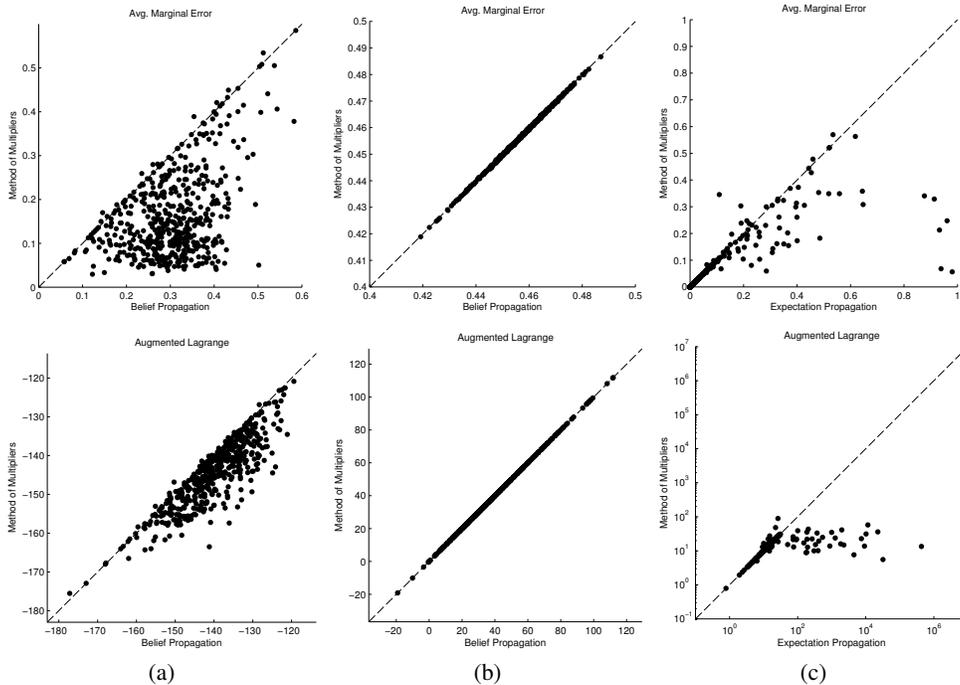 Avg. Marginal Error
0.5
0.4
0.3
0.2
0.1
0
0 0.1 0.2 0.3 0.4 0.5 0.6
Method of Multipliers
Belief Propagation
Avg. Marginal Error
0.5
0.49
0.48
0.47
0.46
0.45
0.44
0.43
0.42
0.41
0.4
0.4 0.42 0.44 0.46 0.48 0.5
Method of Multipliers
Belief Propagation
Avg. Marginal Error
1
0.9
0.8
0.7
0.6
0.5
0.4
0.3
0.2
0.1
0
0 0.2 0.4 0.6 0.8 1
Method of Multipliers
Expectation Propagation
Augmented Lagrange
−120
−130
−140
−150
−160
−170
−180
−180 −170 −160 −150 −140 −130 −120
Method of Multipliers
Belief Propagation
Augmented Lagrange
120
100
80
60
40
20
0
−20
−20 0 20 40 60 80 100 120
Method of Multipliers
Belief Propagation
Augmented Lagrange
10^7
10^6
10^5
10^4
10^3
10^2
10^1
10^0
10^−1
10^0 10^2 10^4 10^6
Method of Multipliers
Expectation Propagation
(a) (b) (c)